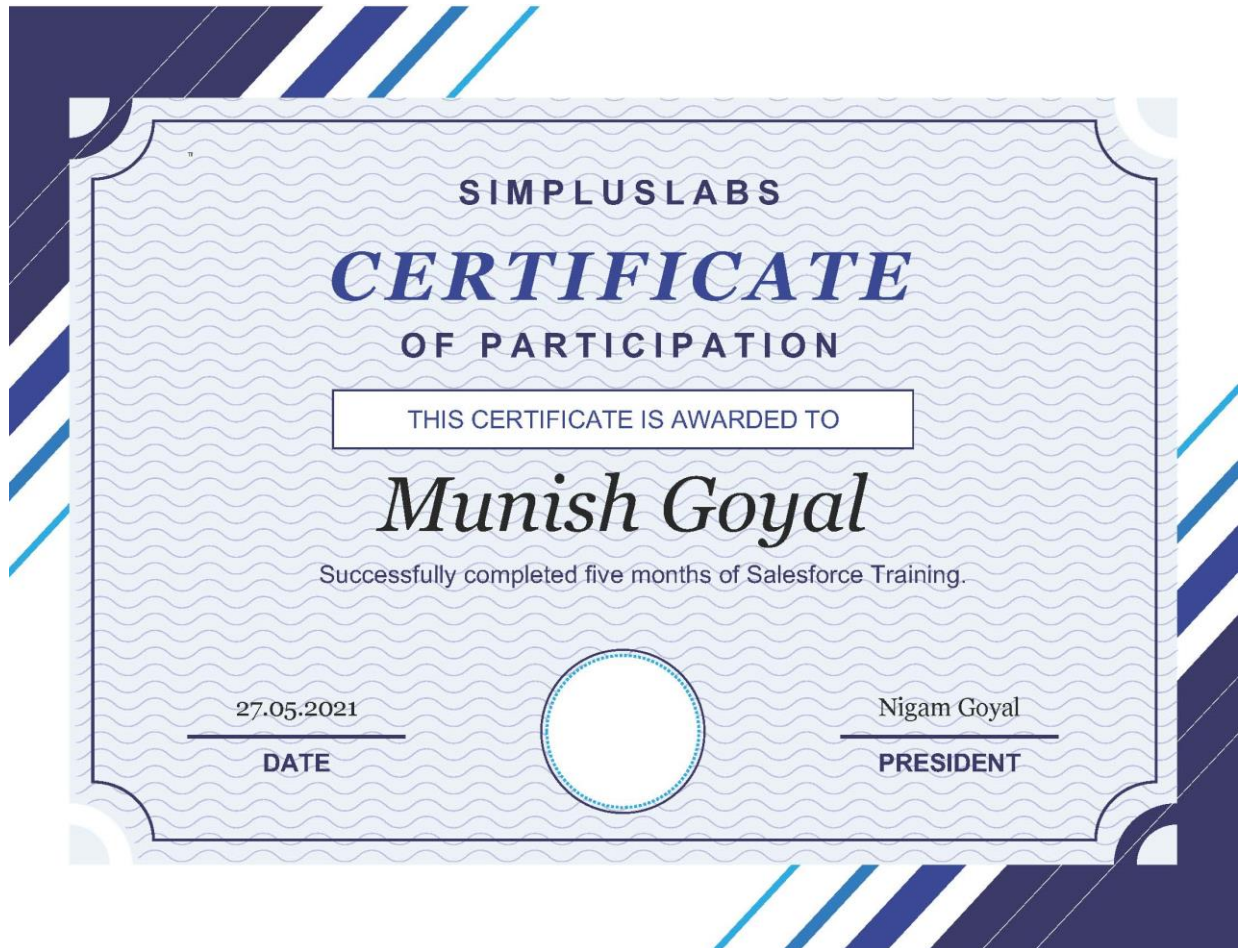 SIMPLUSLABS
CERTIFICATE
OF PARTICIPATION
THIS CERTIFICATE IS AWARDED TO
Munish Goyal
Successfully completed five months of Salesforce Training.
27.05.2021
Nigam Goyal
DATE
PRESIDENT